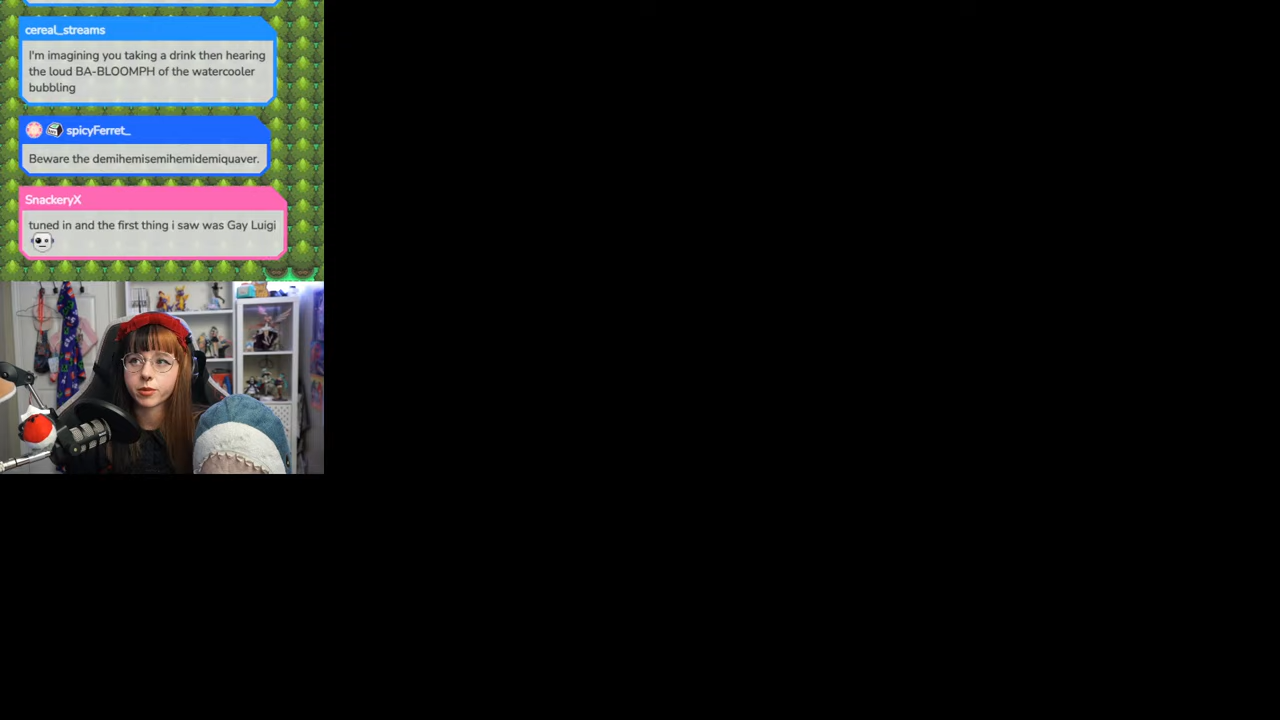 cereal_streams
I'm imagining you taking a drink then hearing
the loud BA-BLOOMPH of the watercooler
bubbling
spicyFerret_
Beware the demihemisemihemidemiquaver.
SnackeryX
tuned in and the first thing i saw was Gay Luigi